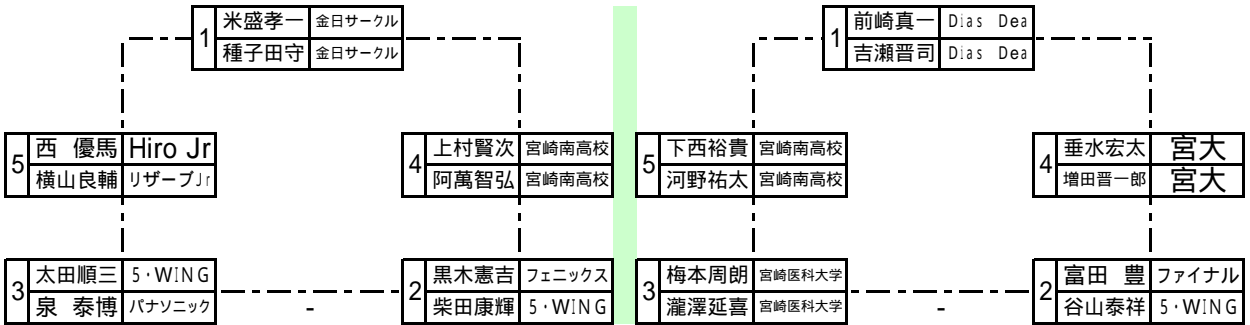 1 米盛孝一 金日サークル
種子田守 金日サークル
1 前崎真一 Dias Dea
吉瀬晋司 Dias Dea
5 西 優馬 Hiro Jr
横山良輔 リザーブJr
4 上村賢次 宮崎南高校
阿萬智弘 宮崎南高校
5 下西裕貴 宮崎南高校
河野祐太 宮崎南高校
4 垂水宏太 宮大
増田晋一郎 宮大
3 太田順三 5・WING
泉 泰博 パナソニック
-
2 黒木憲吉 フェニックス
柴田康輝 5・WING
3 梅本周朗 宮崎医科大学
瀧澤延喜 宮崎医科大学
-
2 富田 豊 ファイナル
谷山泰祥 5・WING